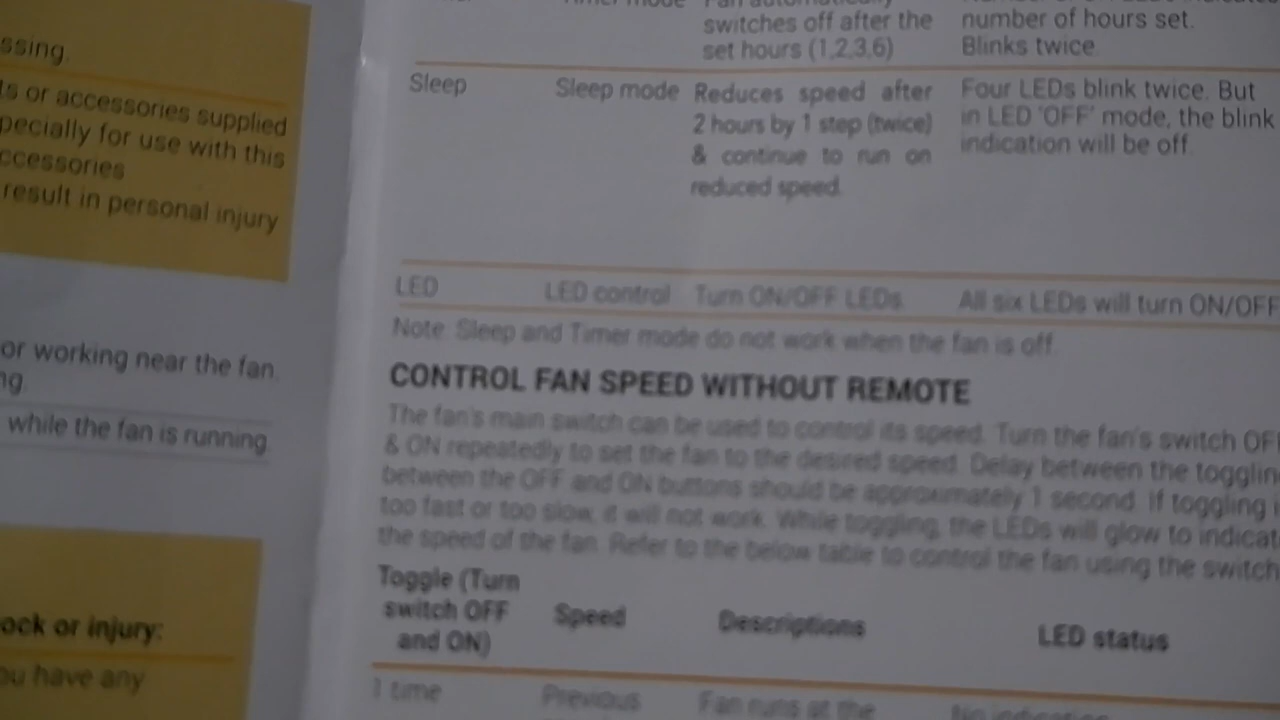 ssing.
ts or accessories supplied
pecially for use with this
ccessories
result in personal injury
or working near the fan.
ng.
while the fan is running.
ock or injury:
ou have any
Timer mode
Fan automatically
switches off after the
set hours (1,2,3,6)
number of hours set.
Blinks twice.
Sleep
Sleep mode
Reduces speed after
2 hours by 1 step (twice)
& continue to run on
reduced speed.
Four LEDs blink twice. But
in LED 'OFF' mode, the blink
indication will be off.
LED
LED control
Turn ON/OFF LEDs
All six LEDs will turn ON/OFF
Note: Sleep and Timer mode do not work when the fan is off.
CONTROL FAN SPEED WITHOUT REMOTE
The fan's main switch can be used to control its speed. Turn the fan's switch OF
& ON repeatedly to set the fan to the desired speed. Delay between the togglin
between the OFF and ON buttons should be approximately 1 second. If toggling i
too fast or too slow, it will not work. While toggling, the LEDs will glow to indicat
the speed of the fan. Refer to the below table to control the fan using the switch
Toggle (Turn
switch OFF
and ON)
Speed
Descriptions
LED status
1 time
Previous
Fan runs at the
No indication